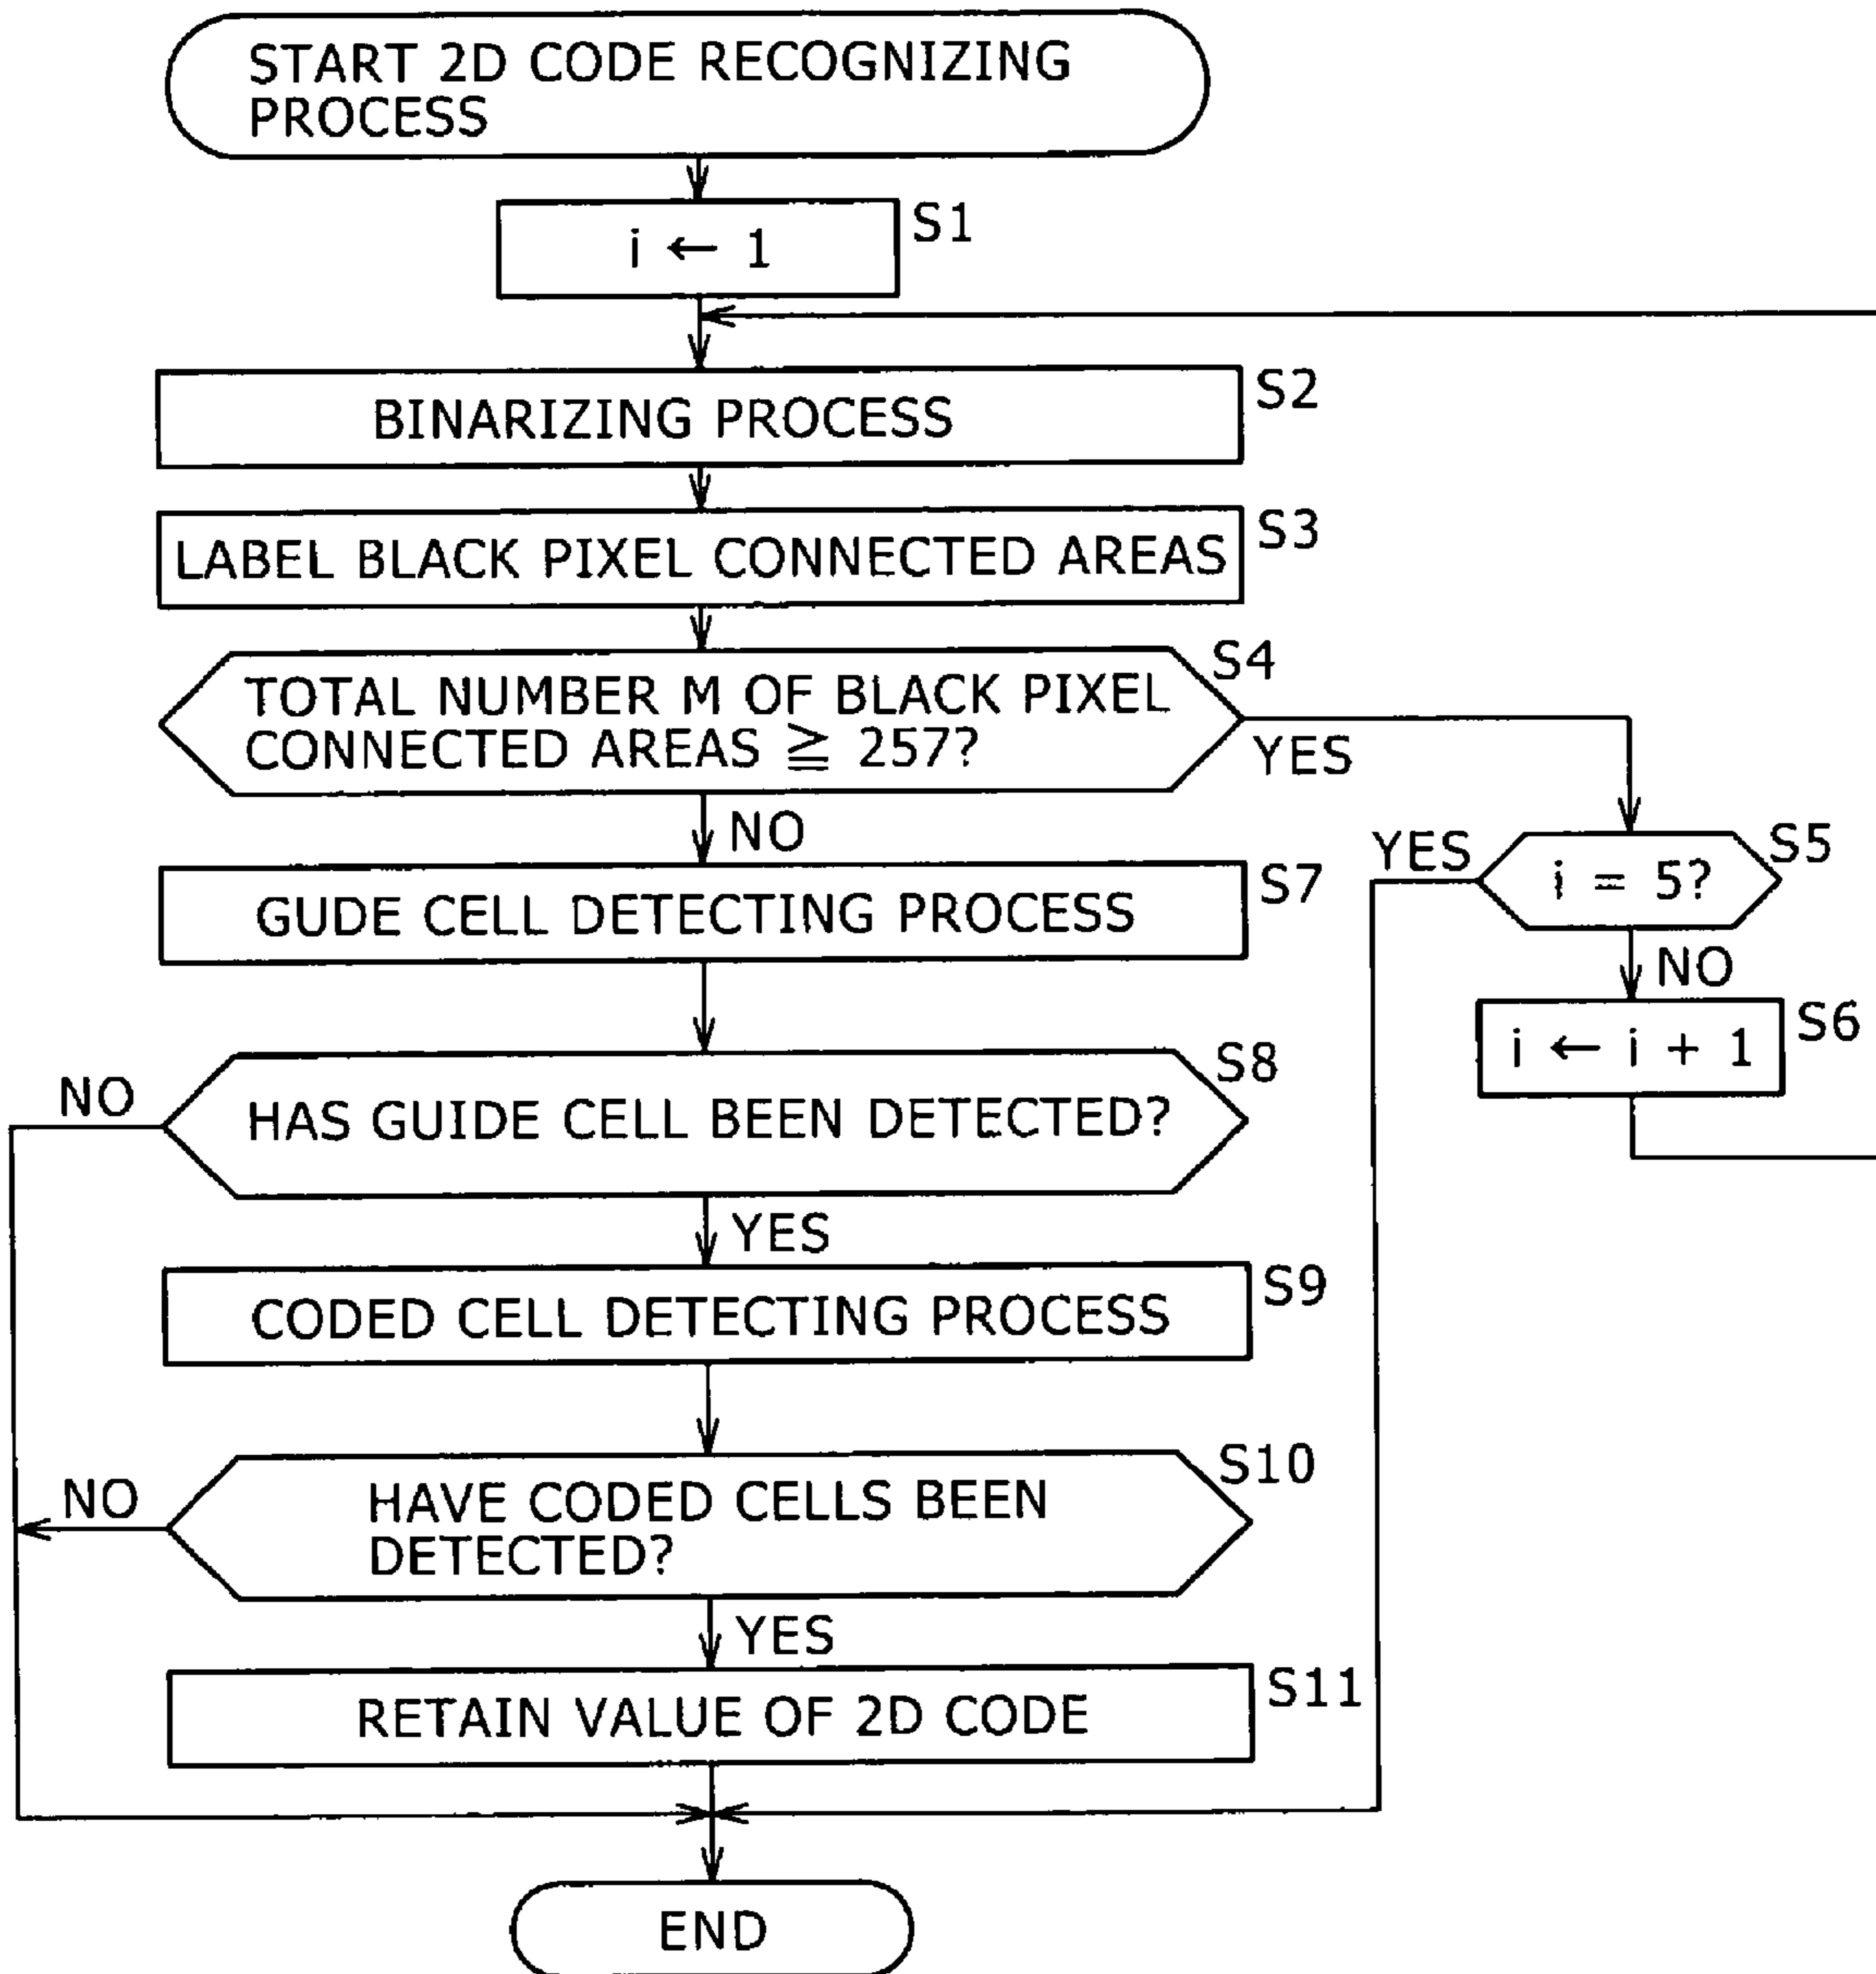 START 2D CODE RECOGNIZING
PROCESS
i ← 1
S1
BINARIZING PROCESS
S2
LABEL BLACK PIXEL CONNECTED AREAS
S3
TOTAL NUMBER M OF BLACK PIXEL
CONNECTED AREAS ≧ 257?
S4
YES
NO
i = 5?
S5
YES
NO
i ← i + 1
S6
GUDE CELL DETECTING PROCESS
S7
HAS GUIDE CELL BEEN DETECTED?
S8
NO
YES
CODED CELL DETECTING PROCESS
S9
HAVE CODED CELLS BEEN
DETECTED?
S10
NO
YES
RETAIN VALUE OF 2D CODE
S11
END